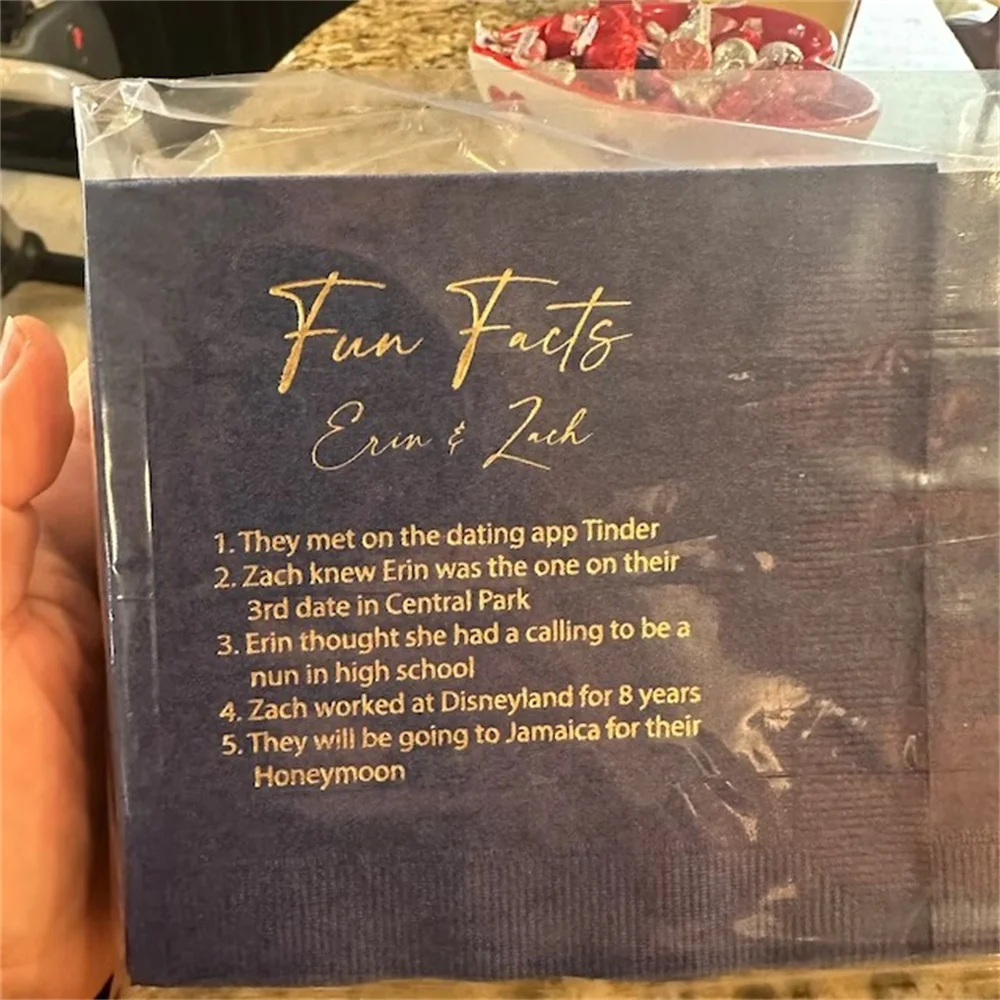 Fun Facts
Erin & Zach
1. They met on the dating app Tinder
2. Zach knew Erin was the one on their
3rd date in Central Park
3. Erin thought she had a calling to be a
nun in high school
4. Zach worked at Disneyland for 8 years
5. They will be going to Jamaica for their
Honeymoon